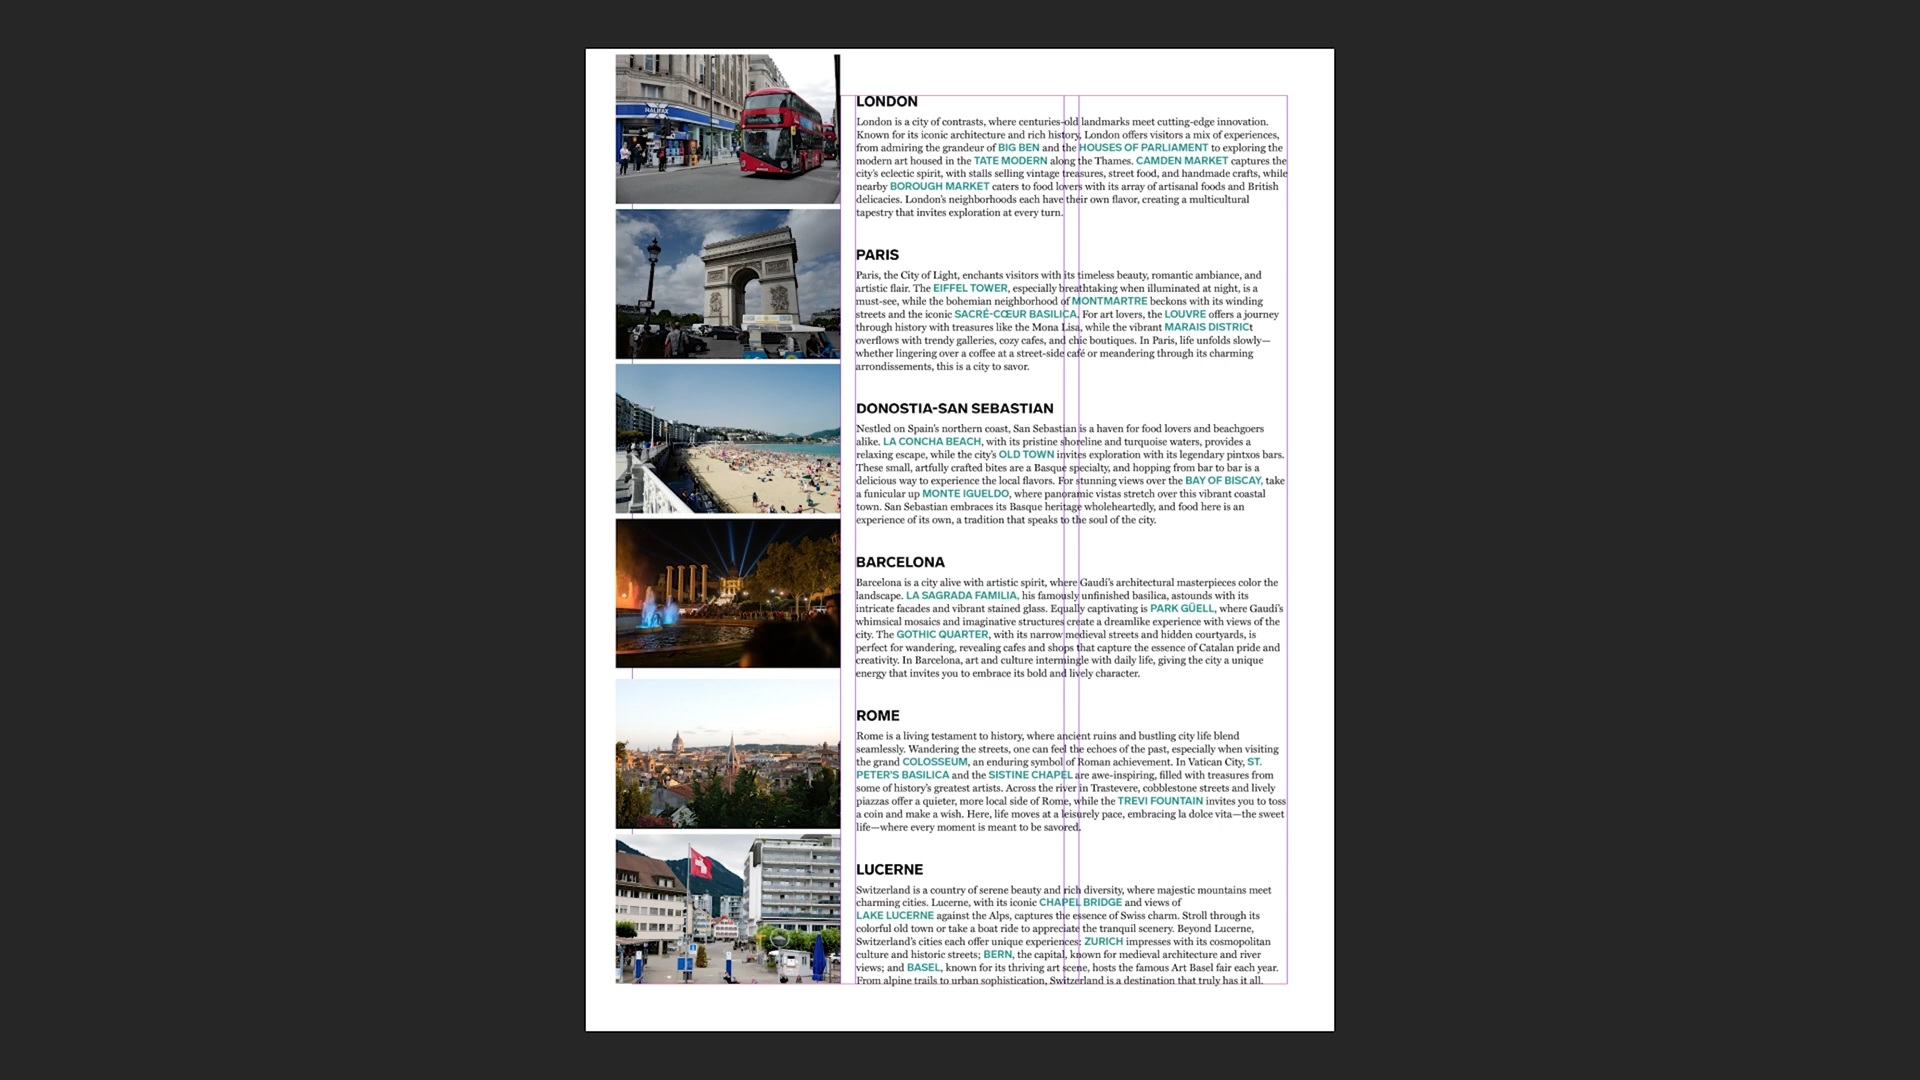 HALIFAX
LONDON
London is a city of contrasts, where centuries-old landmarks meet cutting-edge innovation.
Known for its iconic architecture and rich history, London offers visitors a mix of experiences,
from admiring the grandeur of BIG BEN and the HOUSES OF PARLIAMENT to exploring the
modern art housed in the TATE MODERN along the Thames. CAMDEN MARKET captures the
city's eclectic spirit, with stalls selling vintage treasures, street food, and handmade crafts, while
nearby BOROUGH MARKET caters to food lovers with its array of artisanal foods and British
delicacies. London's neighborhoods each have their own flavor, creating a multicultural
tapestry that invites exploration at every turn.
PARIS
Paris, the City of Light, enchants visitors with its timeless beauty, romantic ambiance, and
artistic flair. The EIFFEL TOWER, especially breathtaking when illuminated at night, is a
must-see, while the bohemian neighborhood of MONTMARTRE beckons with its winding
streets and the iconic SACRÉ-CŒUR BASILICA. For art lovers, the LOUVRE offers a journey
through history with treasures like the Mona Lisa, while the vibrant MARAIS DISTRICt
overflows with trendy galleries, cozy cafes, and chic boutiques. In Paris, life unfolds slowly—
whether lingering over a coffee at a street-side café or meandering through its charming
arrondissements, this is a city to savor.
DONOSTIA-SAN SEBASTIAN
Nestled on Spain's northern coast, San Sebastian is a haven for food lovers and beachgoers
alike. LA CONCHA BEACH, with its pristine shoreline and turquoise waters, provides a
relaxing escape, while the city's OLD TOWN invites exploration with its legendary pintxos bars.
These small, artfully crafted bites are a Basque specialty, and hopping from bar to bar is a
delicious way to experience the local flavors. For stunning views over the BAY OF BISCAY, take
a funicular up MONTE IGUELDO, where panoramic vistas stretch over this vibrant coastal
town. San Sebastian embraces its Basque heritage wholeheartedly, and food here is an
experience of its own, a tradition that speaks to the soul of the city.
BARCELONA
Barcelona is a city alive with artistic spirit, where Gaudí's architectural masterpieces color the
landscape. LA SAGRADA FAMILIA, his famously unfinished basilica, astounds with its
intricate facades and vibrant stained glass. Equally captivating is PARK GÜELL, where Gaudí's
whimsical mosaics and imaginative structures create a dreamlike experience with views of the
city. The GOTHIC QUARTER, with its narrow medieval streets and hidden courtyards, is
perfect for wandering, revealing cafes and shops that capture the essence of Catalan pride and
creativity. In Barcelona, art and culture intermingle with daily life, giving the city a unique
energy that invites you to embrace its bold and lively character.
ROME
Rome is a living testament to history, where ancient ruins and bustling city life blend
seamlessly. Wandering the streets, one can feel the echoes of the past, especially when visiting
the grand COLOSSEUM, an enduring symbol of Roman achievement. In Vatican City, ST.
PETER'S BASILICA and the SISTINE CHAPEL are awe-inspiring, filled with treasures from
some of history's greatest artists. Across the river in Trastevere, cobblestone streets and lively
piazzas offer a quieter, more local side of Rome, while the TREVI FOUNTAIN invites you to toss
a coin and make a wish. Here, life moves at a leisurely pace, embracing la dolce vita—the sweet
life—where every moment is meant to be savored.
LUCERNE
Switzerland is a country of serene beauty and rich diversity, where majestic mountains meet
charming cities. Lucerne, with its iconic CHAPEL BRIDGE and views of
LAKE LUCERNE against the Alps, captures the essence of Swiss charm. Stroll through its
colorful old town or take a boat ride to appreciate the tranquil scenery. Beyond Lucerne,
Switzerland's cities each offer unique experiences: ZURICH impresses with its cosmopolitan
culture and historic streets; BERN, the capital, known for medieval architecture and river
views; and BASEL, known for its thriving art scene, hosts the famous Art Basel fair each year.
From alpine trails to urban sophistication, Switzerland is a destination that truly has it all.